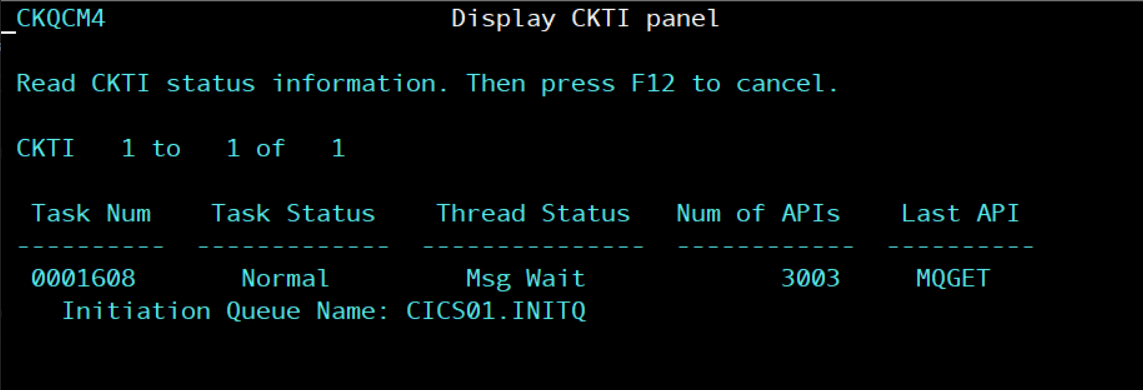 CKQCM4 Display CKTI panel
Read CKTI status information. Then press F12 to cancel.
CKTI 1 to 1 of 1
Task Num Task Status Thread Status Num of APIs Last API
---------- ------------- --------------- ------------ ----------
0001608 Normal Msg Wait 3003 MQGET
Initiation Queue Name: CICS01.INITQ